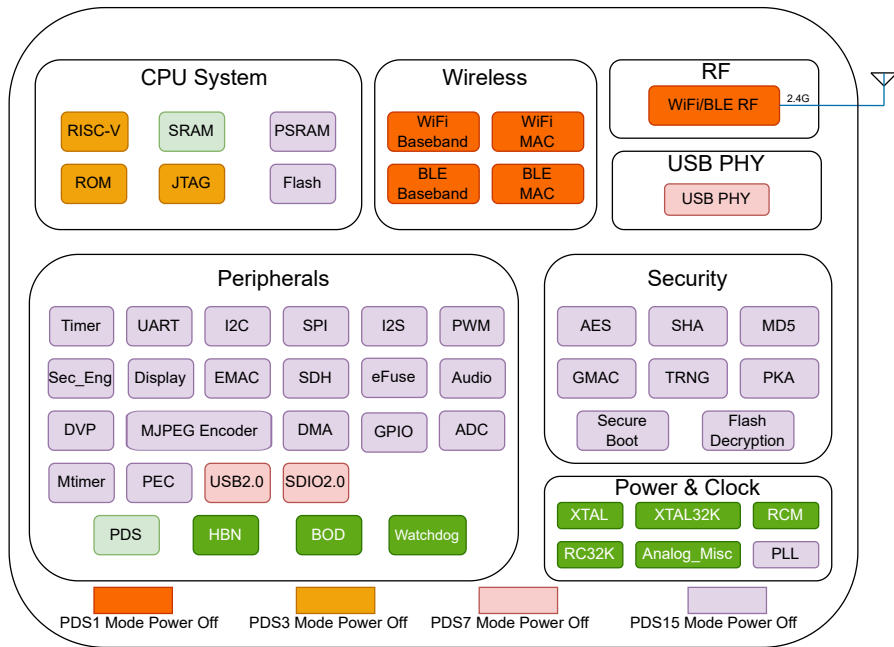 CPU System
RISC-V
SRAM
PSRAM
ROM
JTAG
Flash
Wireless
WiFi
Baseband
WiFi
MAC
BLE
Baseband
BLE
MAC
RF
WiFi/BLE RF
2.4G
USB PHY
USB PHY
Peripherals
Timer
UART
I2C
SPI
I2S
PWM
Sec_Eng
Display
EMAC
SDH
eFuse
Audio
DVP
MJPEG Encoder
DMA
GPIO
ADC
Mtimer
PEC
USB2.0
SDIO2.0
PDS
HBN
BOD
Watchdog
Security
AES
SHA
MD5
GMAC
TRNG
PKA
Secure
Boot
Flash
Decryption
Power & Clock
XTAL
XTAL32K
RCM
RC32K
Analog_Misc
PLL
PDS1 Mode Power Off
PDS3 Mode Power Off
PDS7 Mode Power Off
PDS15 Mode Power Off